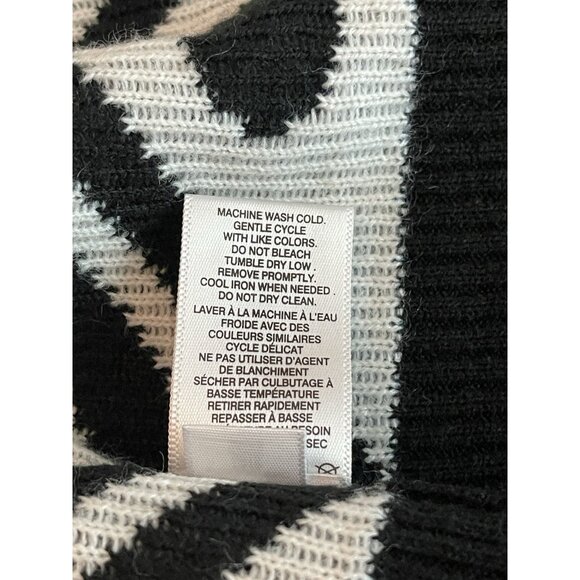 MACHINE WASH COLD.
GENTLE CYCLE
WITH LIKE COLORS.
DO NOT BLEACH
TUMBLE DRY LOW .
REMOVE PROMPTLY.
COOL IRON WHEN NEEDED .
DO NOT DRY CLEAN.
LAVER À LA MACHINE À L'EAU
FROIDE AVEC DES
COULEURS SIMILAIRES
CYCLE DÉLICAT
NE PAS UTILISER D'AGENT
DE BLANCHIMENT
SÉCHER PAR CULBUTAGE À
BASSE TEMPÉRATURE
RETIRER RAPIDEMENT
REPASSER À BASSE
AU BESOIN
SEC